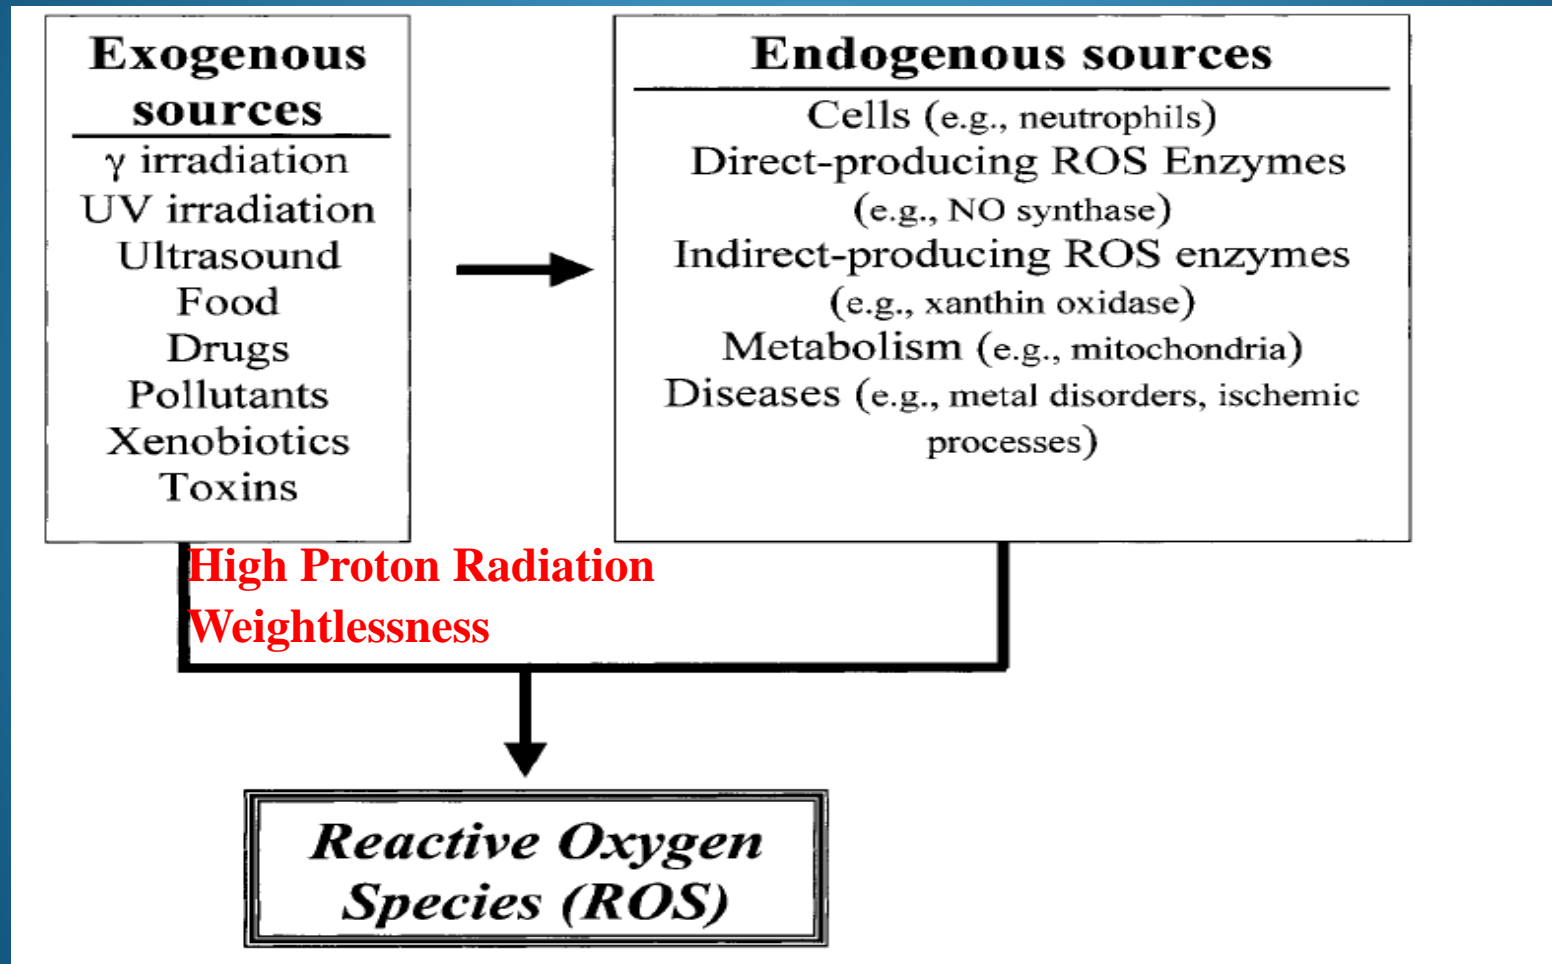 Exogenous
sources
γ irradiation
UV irradiation
Ultrasound
Food
Drugs
Pollutants
Xenobiotics
Toxins
Endogenous sources
Cells (e.g., neutrophils)
Direct-producing ROS Enzymes
(e.g., NO synthase)
Indirect-producing ROS enzymes
(e.g., xanthin oxidase)
Metabolism (e.g., mitochondria)
Diseases (e.g., metal disorders, ischemic
processes)
High Proton Radiation
Weightlessness
Reactive Oxygen
Species (ROS)